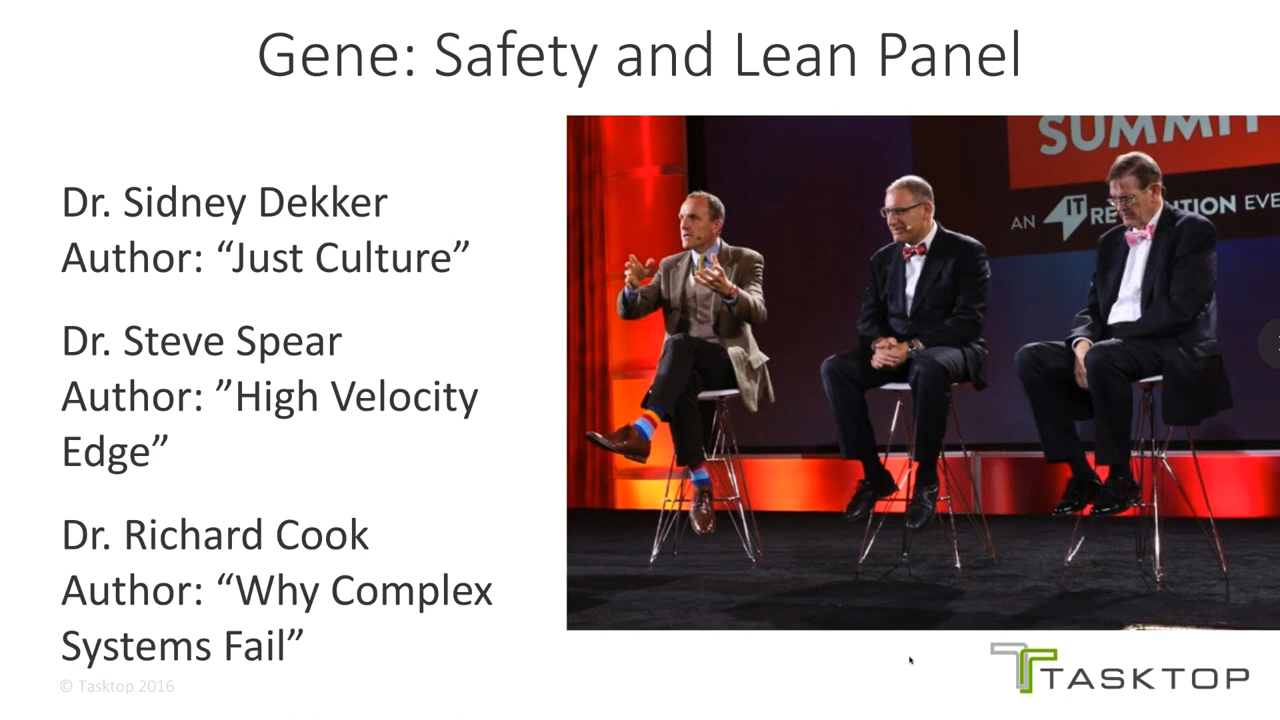 Gene: Safety and Lean Panel
Dr. Sidney Dekker
Author: “Just Culture”
Dr. Steve Spear
Author: ”High Velocity
Edge”
Dr. Richard Cook
Author: “Why Complex
Systems Fail”
© Tasktop 2016
SUMMIT
AN IT
TASKTOP